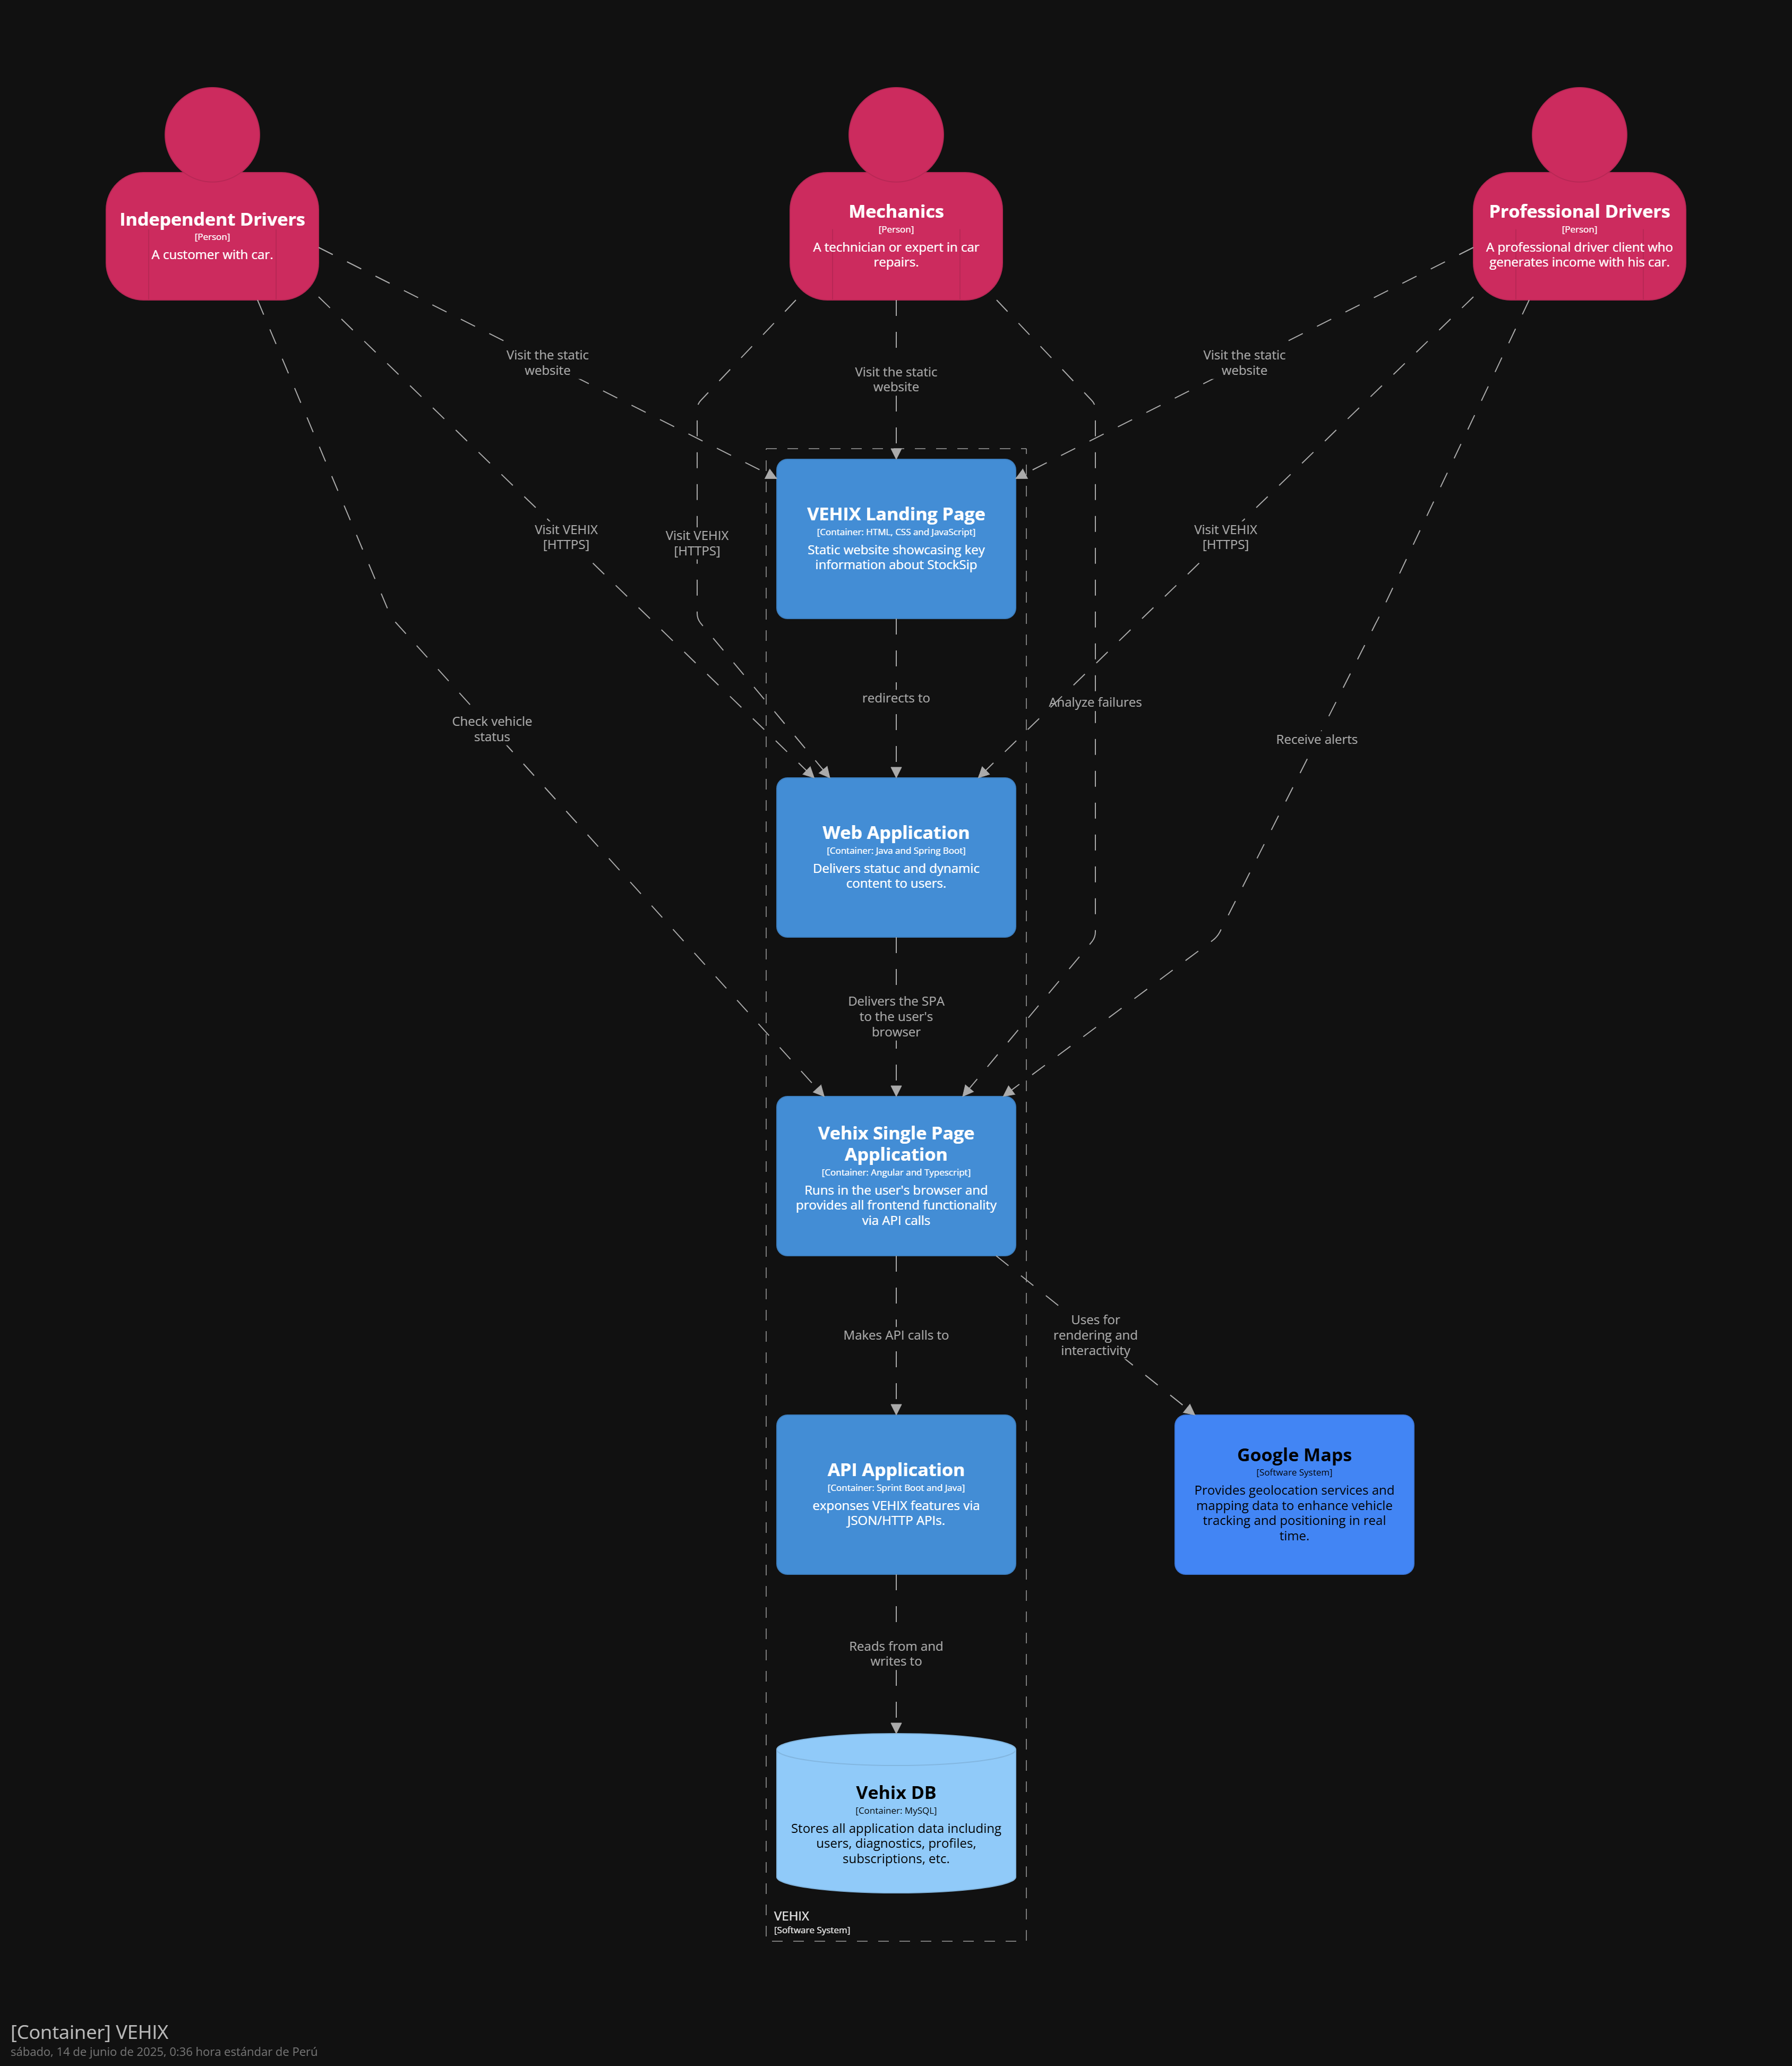 Independent Drivers
[Person]
A customer with car.
Mechanics
[Person]
A technician or expert in car
repairs.
Professional Drivers
[Person]
A professional driver client who
generates income with his car.
Visit the static
website
Visit the static
website
Visit the static
website
VEHIX Landing Page
[Container: HTML, CSS and JavaScript]
Static website showcasing key
information about StockSip
Visit VEHIX
[HTTPS]
Visit VEHIX
[HTTPS]
Visit VEHIX
[HTTPS]
redirects to
Analyze failures
Check vehicle
status
Receive alerts
Web Application
[Container: Java and Spring Boot]
Delivers statuc and dynamic
content to users.
Delivers the SPA
to the user's
browser
Vehix Single Page
Application
[Container: Angular and Typescript]
Runs in the user's browser and
provides all frontend functionality
via API calls
Makes API calls to
Uses for
rendering and
interactivity
API Application
[Container: Sprint Boot and Java]
exponses VEHIX features via
JSON/HTTP APIs.
Google Maps
[Software System]
Provides geolocation services and
mapping data to enhance vehicle
tracking and positioning in real
time.
Reads from and
writes to
Vehix DB
[Container: MySQL]
Stores all application data including
users, diagnostics, profiles,
subscriptions, etc.
VEHIX
[Software System]
[Container] VEHIX
sábado, 14 de junio de 2025, 0:36 hora estándar de Perú